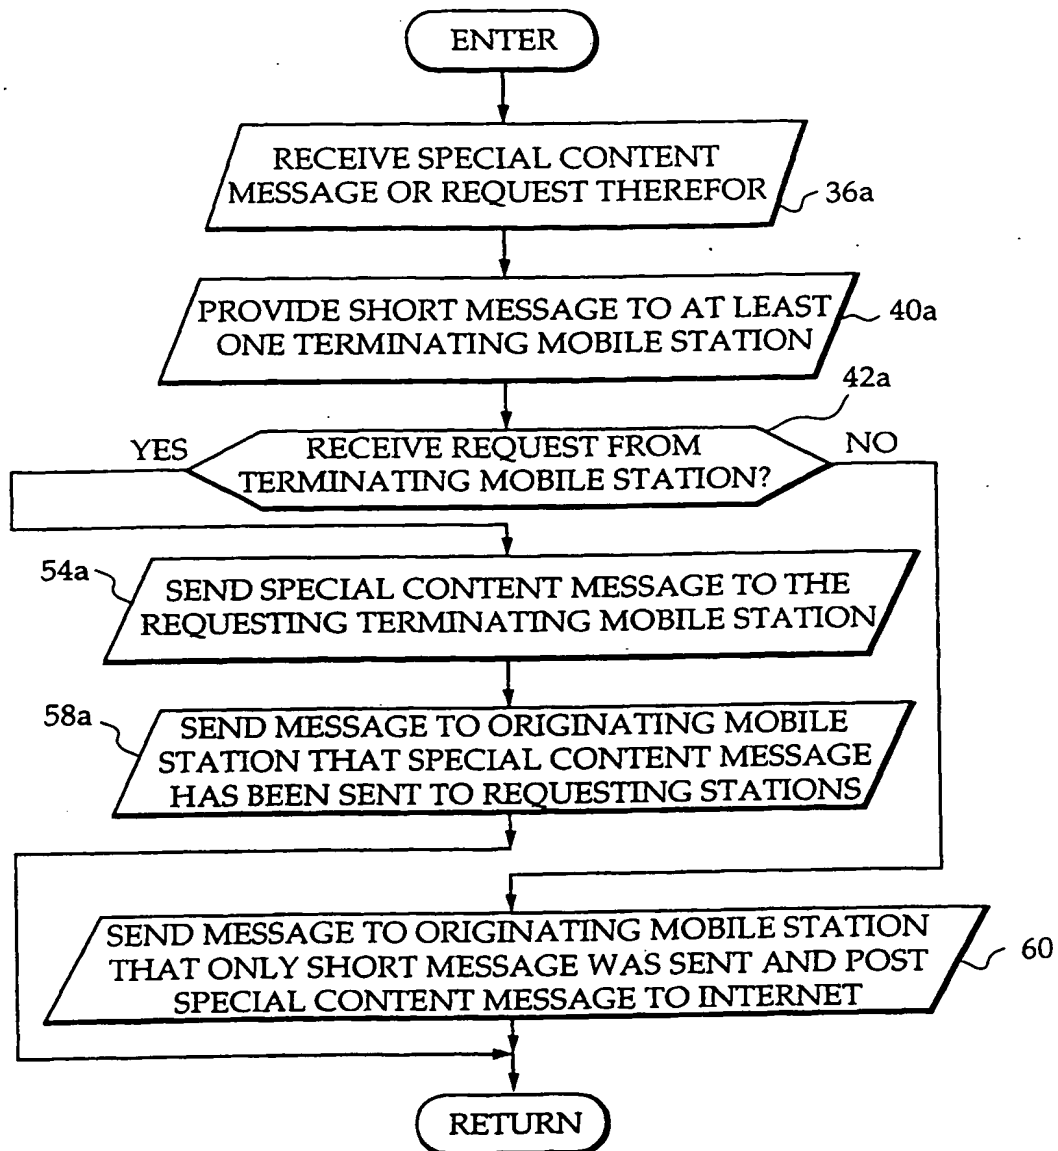 ENTER
RECEIVE SPECIAL CONTENT
MESSAGE OR REQUEST THEREFOR
36a
PROVIDE SHORT MESSAGE TO AT LEAST
ONE TERMINATING MOBILE STATION
40a
42a
YES
RECEIVE REQUEST FROM
TERMINATING MOBILE STATION?
NO
54a
SEND SPECIAL CONTENT MESSAGE TO THE
REQUESTING TERMINATING MOBILE STATION
58a
SEND MESSAGE TO ORIGINATING MOBILE
STATION THAT SPECIAL CONTENT MESSAGE
HAS BEEN SENT TO REQUESTING STATIONS
SEND MESSAGE TO ORIGINATING MOBILE STATION
THAT ONLY SHORT MESSAGE WAS SENT AND POST
SPECIAL CONTENT MESSAGE TO INTERNET
60
RETURN